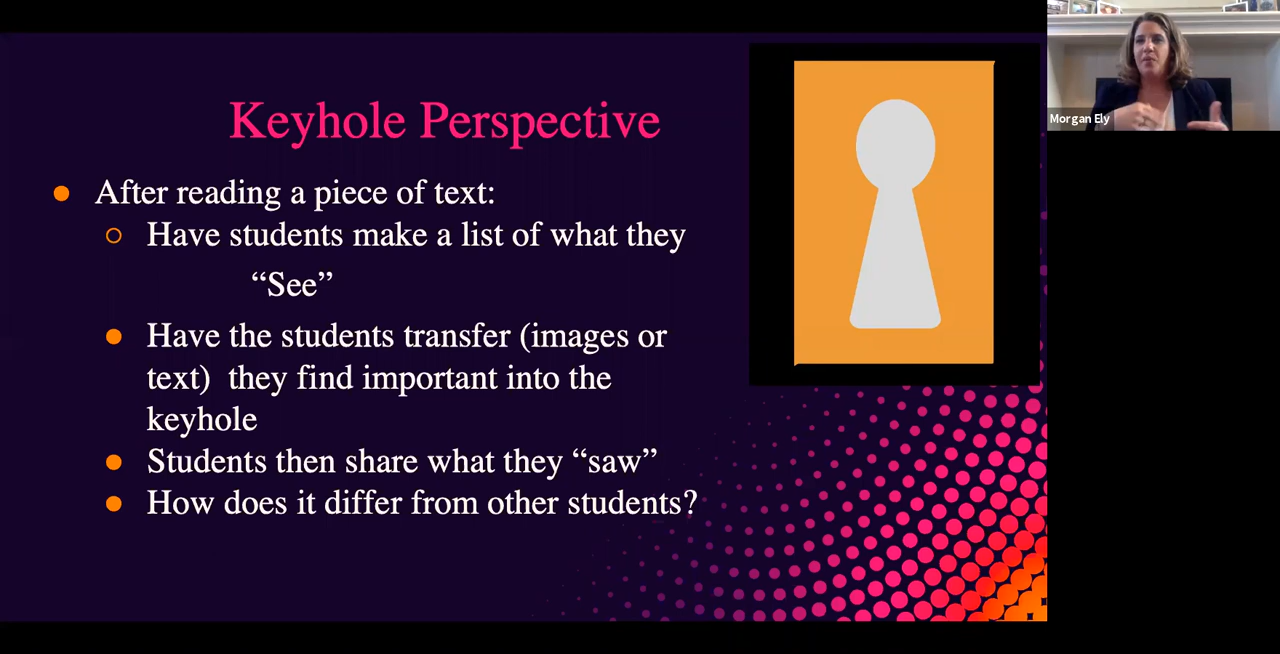 Keyhole Perspective
After reading a piece of text:
Have students make a list of what they
“See”
Have the students transfer (images or
text)  they find important into the
keyhole
Students then share what they “saw”
How does it differ from other students?
Morgan Ely